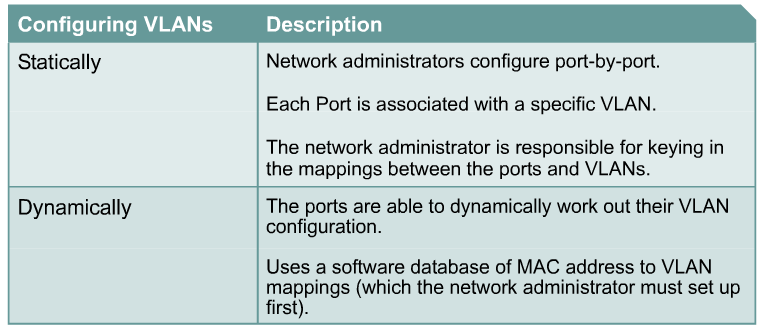 Configuring VLANs Description
Statically Network administrators configure port-by-port.
Each Port is associated with a specific VLAN.
The network administrator is responsible for keying in
the mappings between the ports and VLANs.
Dynamically The ports are able to dynamically work out their VLAN
configuration.
Uses a software database of MAC address to VLAN
mappings (which the network administrator must set up
first).